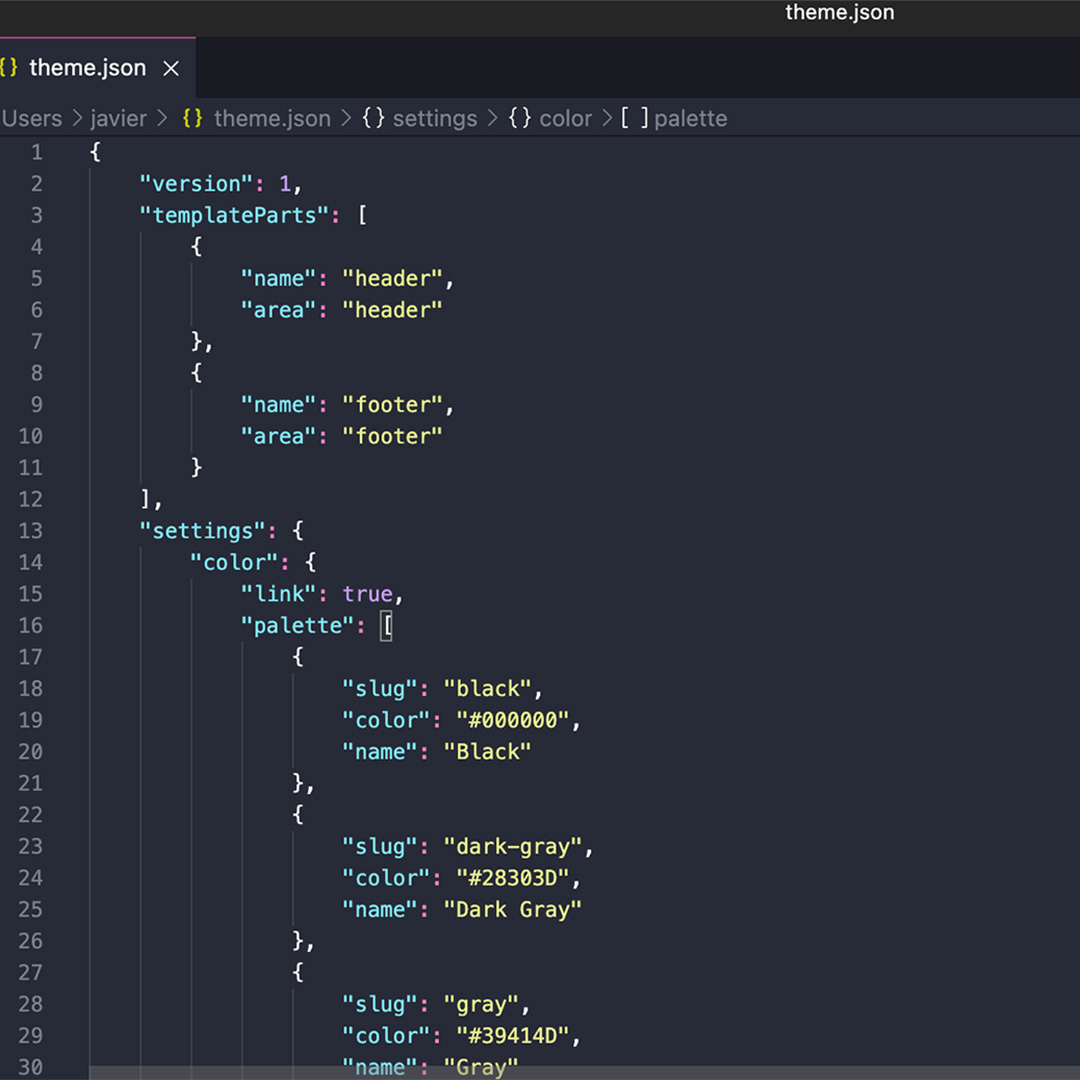 theme.json
{} theme.json ×
Users > javier > {} theme.json > {} settings > {} color > [ ] palette
1 {
2 "version": 1,
3 "templateParts": [
4 {
5 "name": "header",
6 "area": "header"
7 },
8 {
9 "name": "footer",
10 "area": "footer"
11 }
12 ],
13 "settings": {
14 "color": {
15 "link": true,
16 "palette": [
17 {
18 "slug": "black",
19 "color": "#000000",
20 "name": "Black"
21 },
22 {
23 "slug": "dark-gray",
24 "color": "#28303D",
25 "name": "Dark Gray"
26 },
27 {
28 "slug": "gray",
29 "color": "#39414D",
30 "name": "Gray"